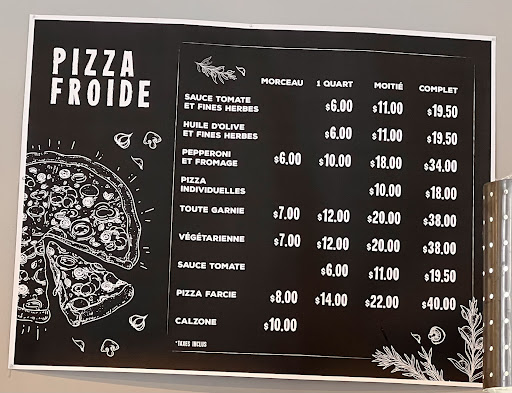 PIZZA
FROIDE
MORCEAU 1 QUART MOITIÉ COMPLET
SAUCE TOMATE
ET FINES HERBES $6.00 $11.00 $19.50
HUILE D'OLIVE
ET FINES HERBES $6.00 $11.00 $19.50
PEPPERONI
ET FROMAGE $6.00 $10.00 $18.00 $34.00
PIZZA
INDIVIDUELLES $10.00 $18.00
TOUTE GARNIE $7.00 $12.00 $20.00 $38.00
VÉGÉTARIENNE $7.00 $12.00 $20.00 $38.00
SAUCE TOMATE $6.00 $11.00 $19.50
PIZZA FARCIE $8.00 $14.00 $22.00 $40.00
CALZONE $10.00
*TAXES INCLUS